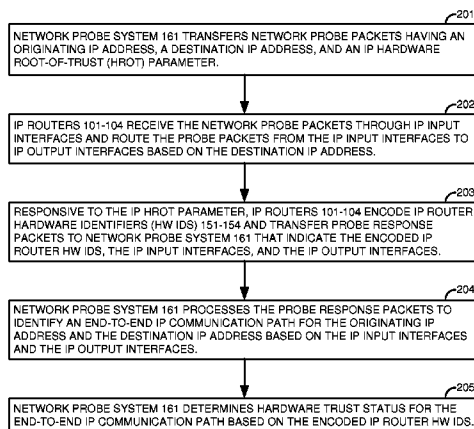 201
NETWORK PROBE SYSTEM 161 TRANSFERS NETWORK PROBE PACKETS HAVING AN
ORIGINATING IP ADDRESS, A DESTINATION IP ADDRESS, AND AN IP HARDWARE
ROOT-OF-TRUST (HROT) PARAMETER.
202
IP ROUTERS 101-104 RECEIVE THE NETWORK PROBE PACKETS THROUGH IP INPUT
INTERFACES AND ROUTE THE PROBE PACKETS FROM THE IP INPUT INTERFACES TO
IP OUTPUT INTERFACES BASED ON THE DESTINATION IP ADDRESS.
203
RESPONSIVE TO THE IP HROT PARAMETER, IP ROUTERS 101-104 ENCODE IP ROUTER
HARDWARE IDENTIFIERS (HW IDS) 151-154 AND TRANSFER PROBE RESPONSE
PACKETS TO NETWORK PROBE SYSTEM 161 THAT INDICATE THE ENCODED IP
ROUTER HW IDS, THE IP INPUT INTERFACES, AND THE IP OUTPUT INTERFACES.
204
NETWORK PROBE SYSTEM 161 PROCESSES THE PROBE RESPONSE PACKETS TO
IDENTIFY AN END-TO-END IP COMMUNICATION PATH FOR THE ORIGINATING IP
ADDRESS AND THE DESTINATION IP ADDRESS BASED ON THE IP INPUT INTERFACES
AND THE IP OUTPUT INTERFACES.
205
NETWORK PROBE SYSTEM 161 DETERMINES HARDWARE TRUST STATUS FOR THE
END-TO-END IP COMMUNICATION PATH BASED ON THE ENCODED IP ROUTER HW IDS.